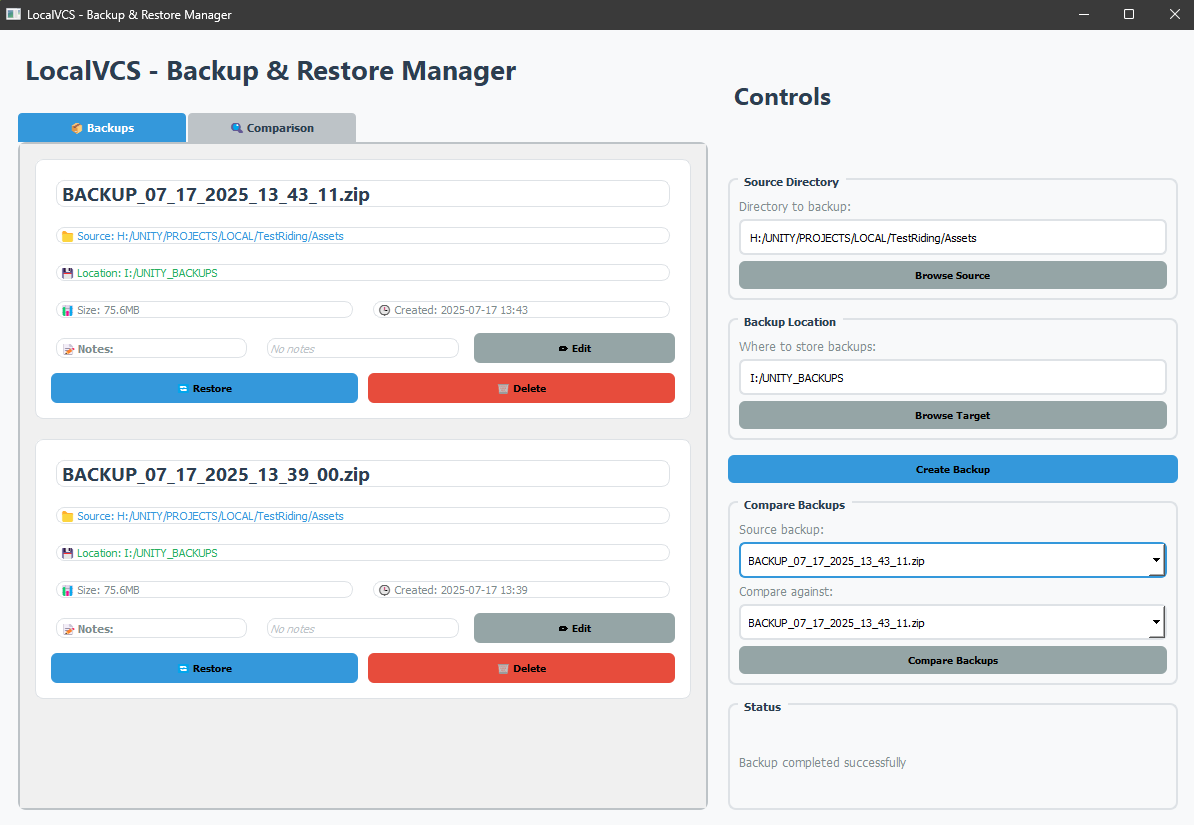 LocalVCS - Backup & Restore Manager
LocalVCS - Backup & Restore Manager
Backups
Comparison
BACKUP_07_17_2025_13_43_11.zip
Source: H:/UNITY/PROJECTS/LOCAL/TestRiding/Assets
Location: I:/UNITY_BACKUPS
Size: 75.6MB
Created: 2025-07-17 13:43
Notes:
No notes
Edit
Restore
Delete
BACKUP_07_17_2025_13_39_00.zip
Source: H:/UNITY/PROJECTS/LOCAL/TestRiding/Assets
Location: I:/UNITY_BACKUPS
Size: 75.6MB
Created: 2025-07-17 13:39
Notes:
No notes
Edit
Restore
Delete
Controls
Source Directory
Directory to backup:
H:/UNITY/PROJECTS/LOCAL/TestRiding/Assets
Browse Source
Backup Location
Where to store backups:
I:/UNITY_BACKUPS
Browse Target
Create Backup
Compare Backups
Source backup:
BACKUP_07_17_2025_13_43_11.zip
Compare against:
BACKUP_07_17_2025_13_43_11.zip
Compare Backups
Status
Backup completed successfully